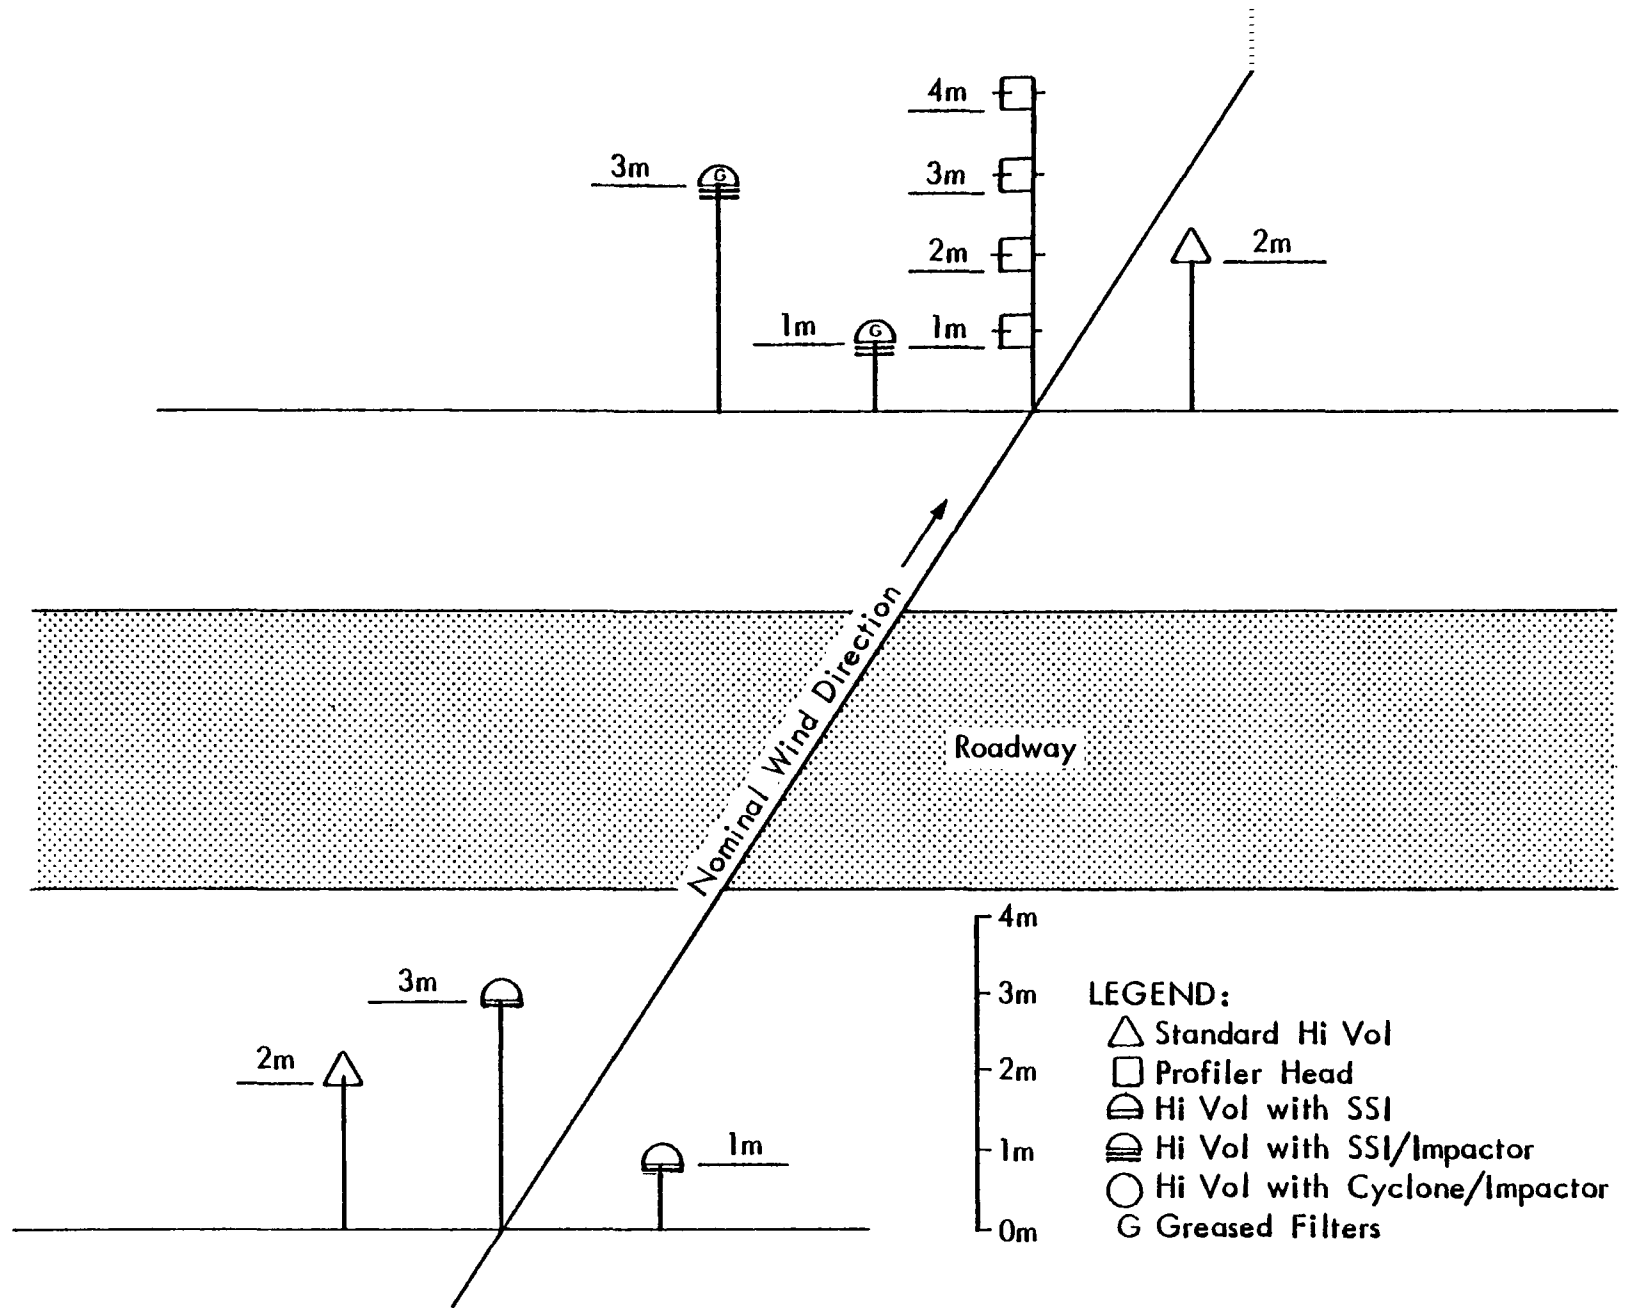 4m
3m
G
3m
2m
2m
1m
G
1m
Nominal Wind Direction
Roadway
4m
3m
2m
1m
0m
3m
2m
1m
LEGEND:
Standard Hi Vol
Profiler Head
Hi Vol with SSI
Hi Vol with SSI/Impactor
Hi Vol with Cyclone/Impactor
G Greased Filters